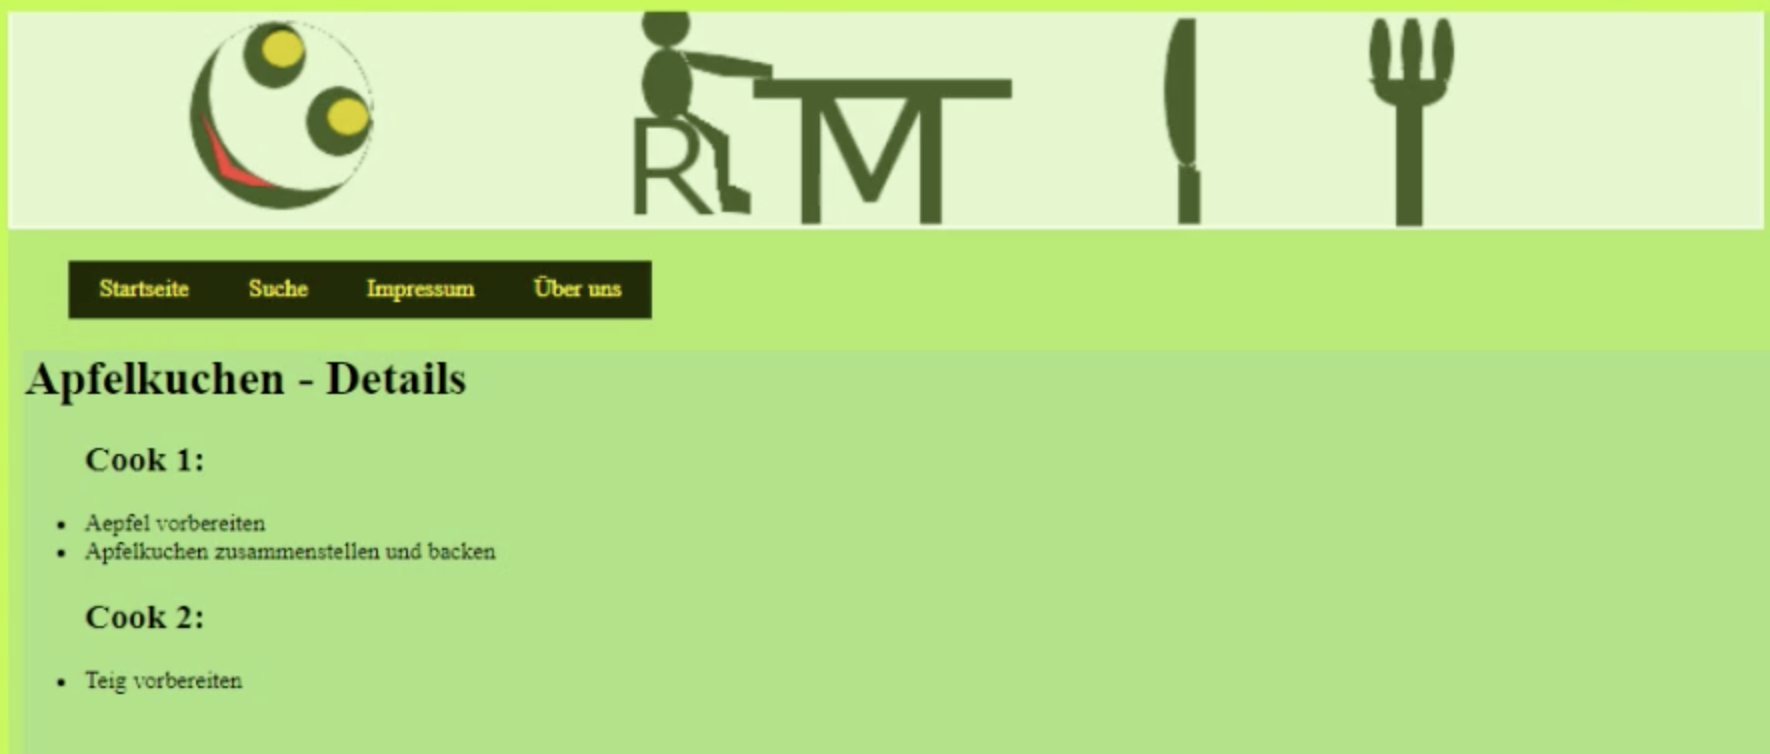 R M
Startseite Suche Impressum Über uns
Apfelkuchen - Details
Cook 1:
Aepfel vorbereiten
Apfelkuchen zusammenstellen und backen
Cook 2:
Teig vorbereiten